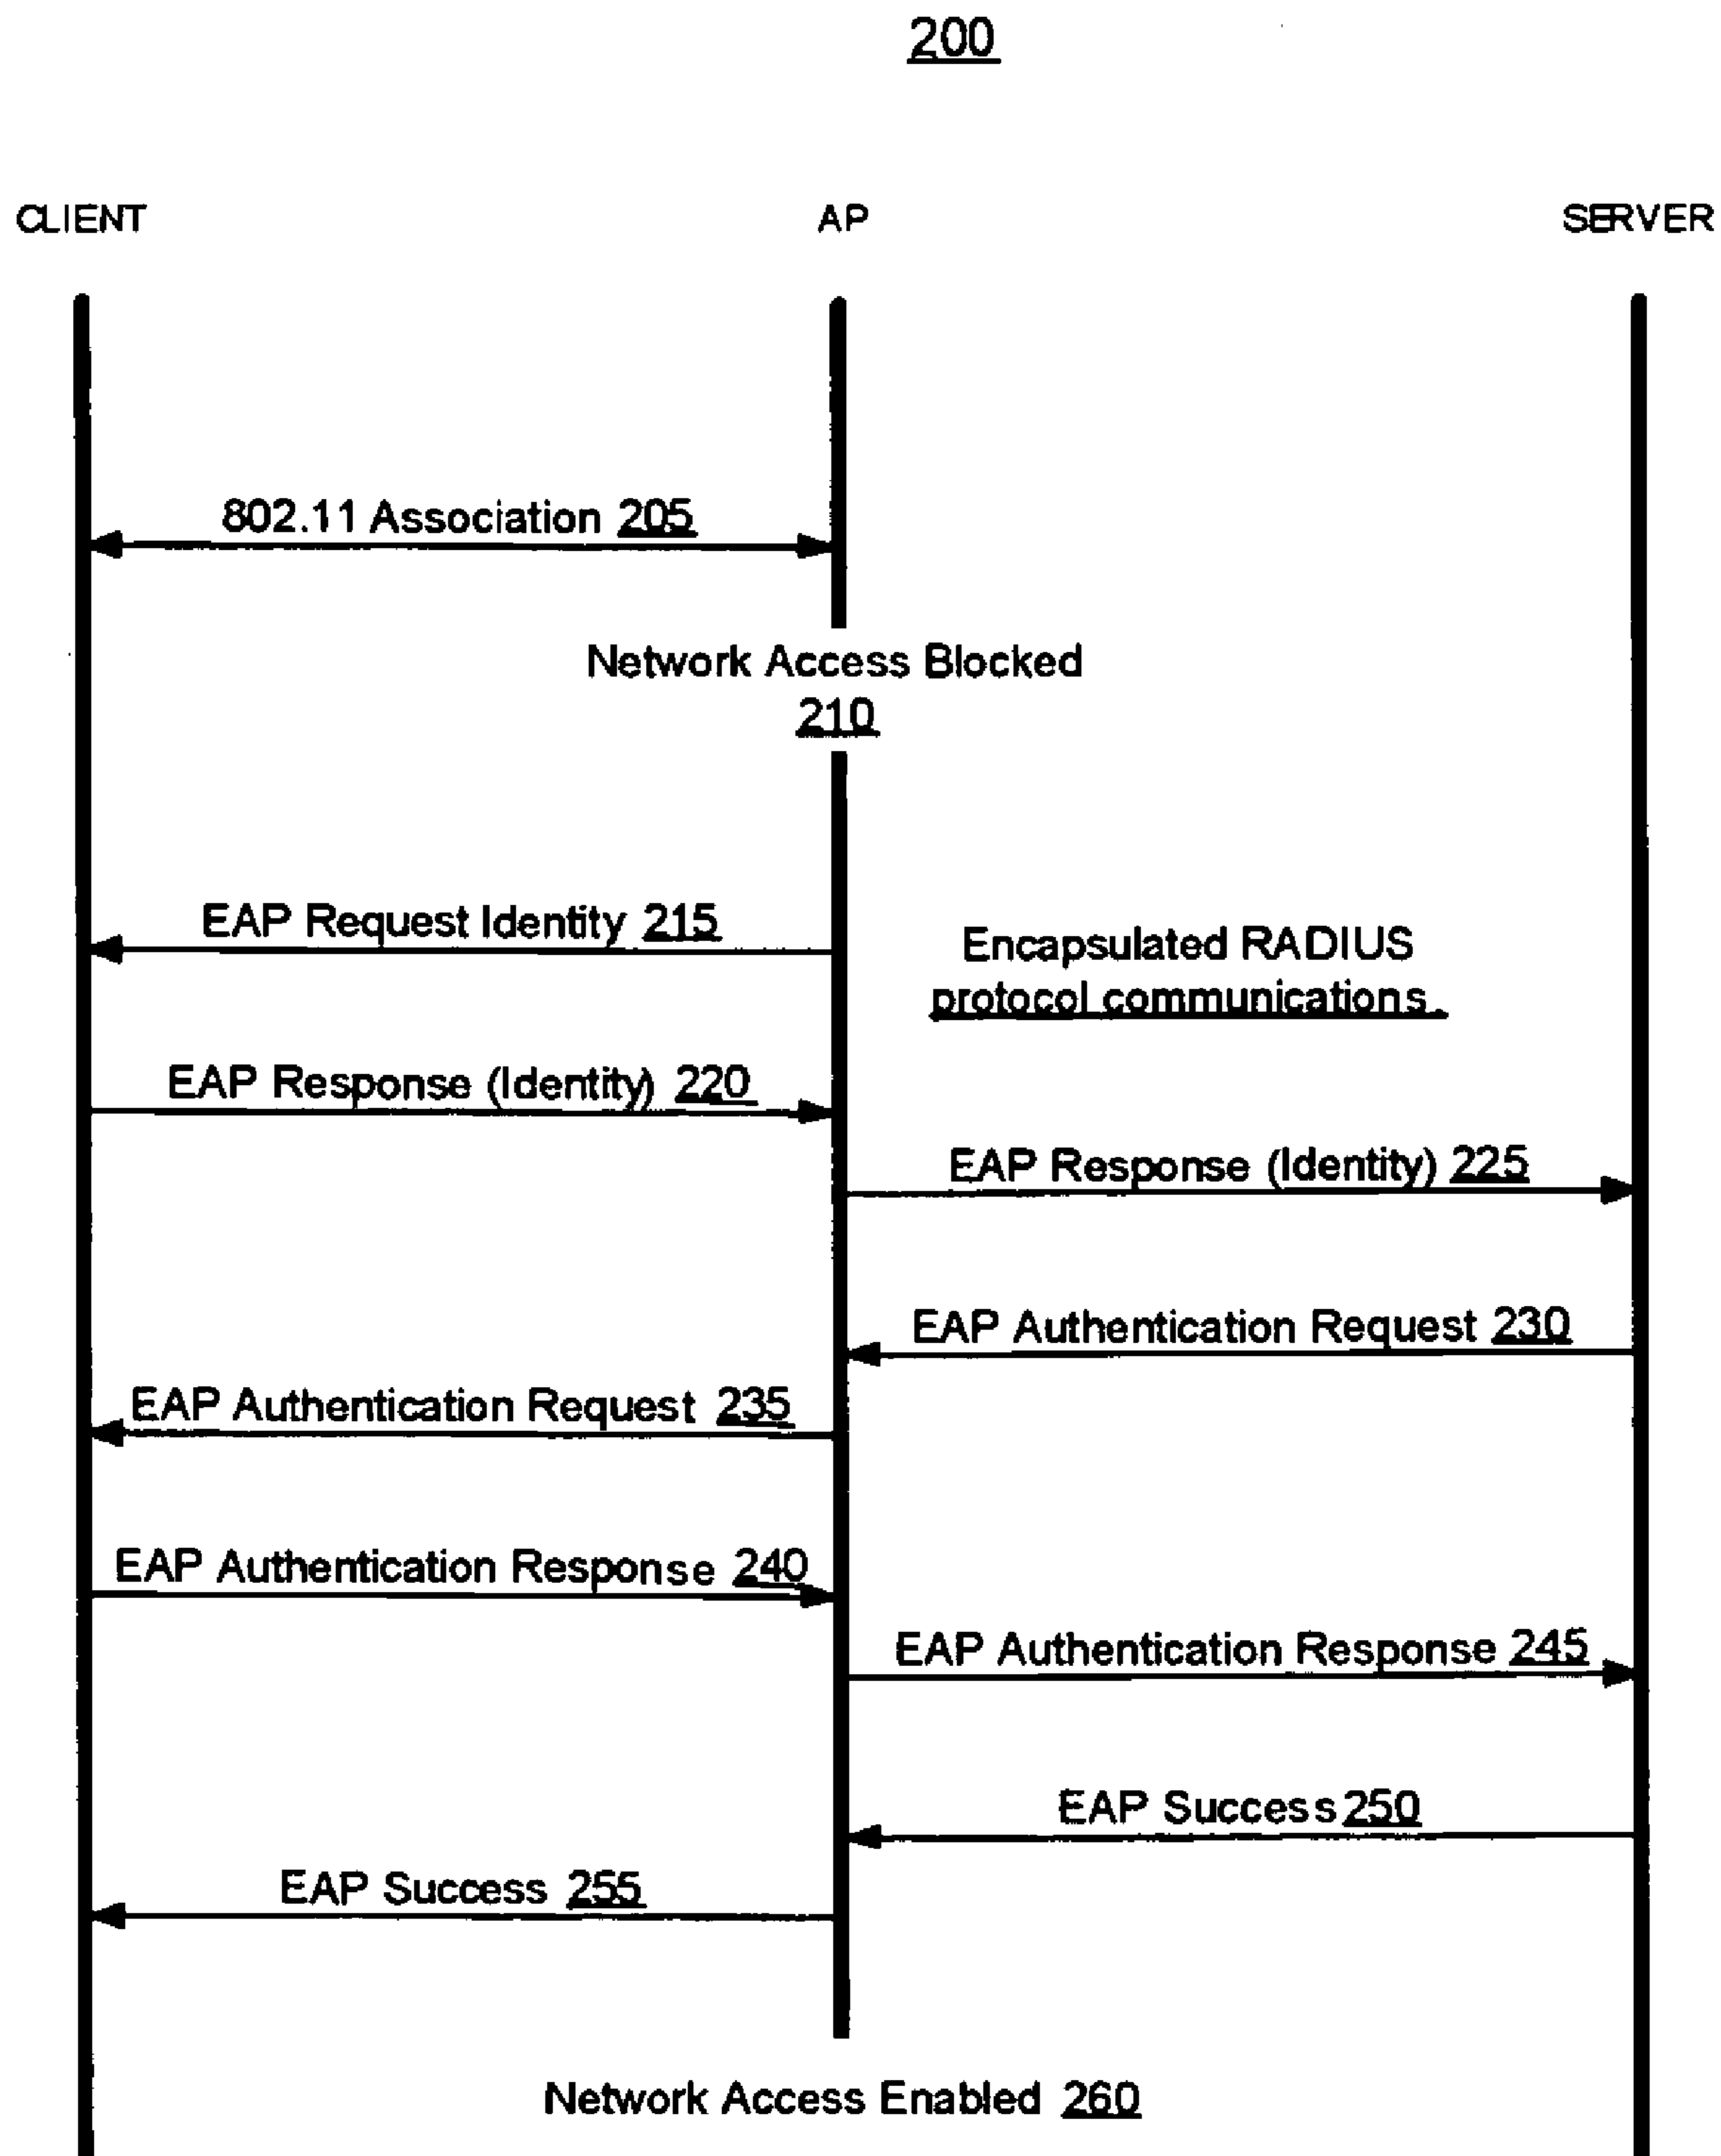 200
CLIENT AP SERVER
802.11 Association 205
Network Access Blocked
210
EAP Request Identity 215
Encapsulated RADIUS
protocol communications.
EAP Response (Identity) 220
EAP Response (Identity) 225
EAP Authentication Request 230
EAP Authentication Request 235
EAP Authentication Response 240
EAP Authentication Response 245
EAP Success 250
EAP Success 255
Network Access Enabled 260